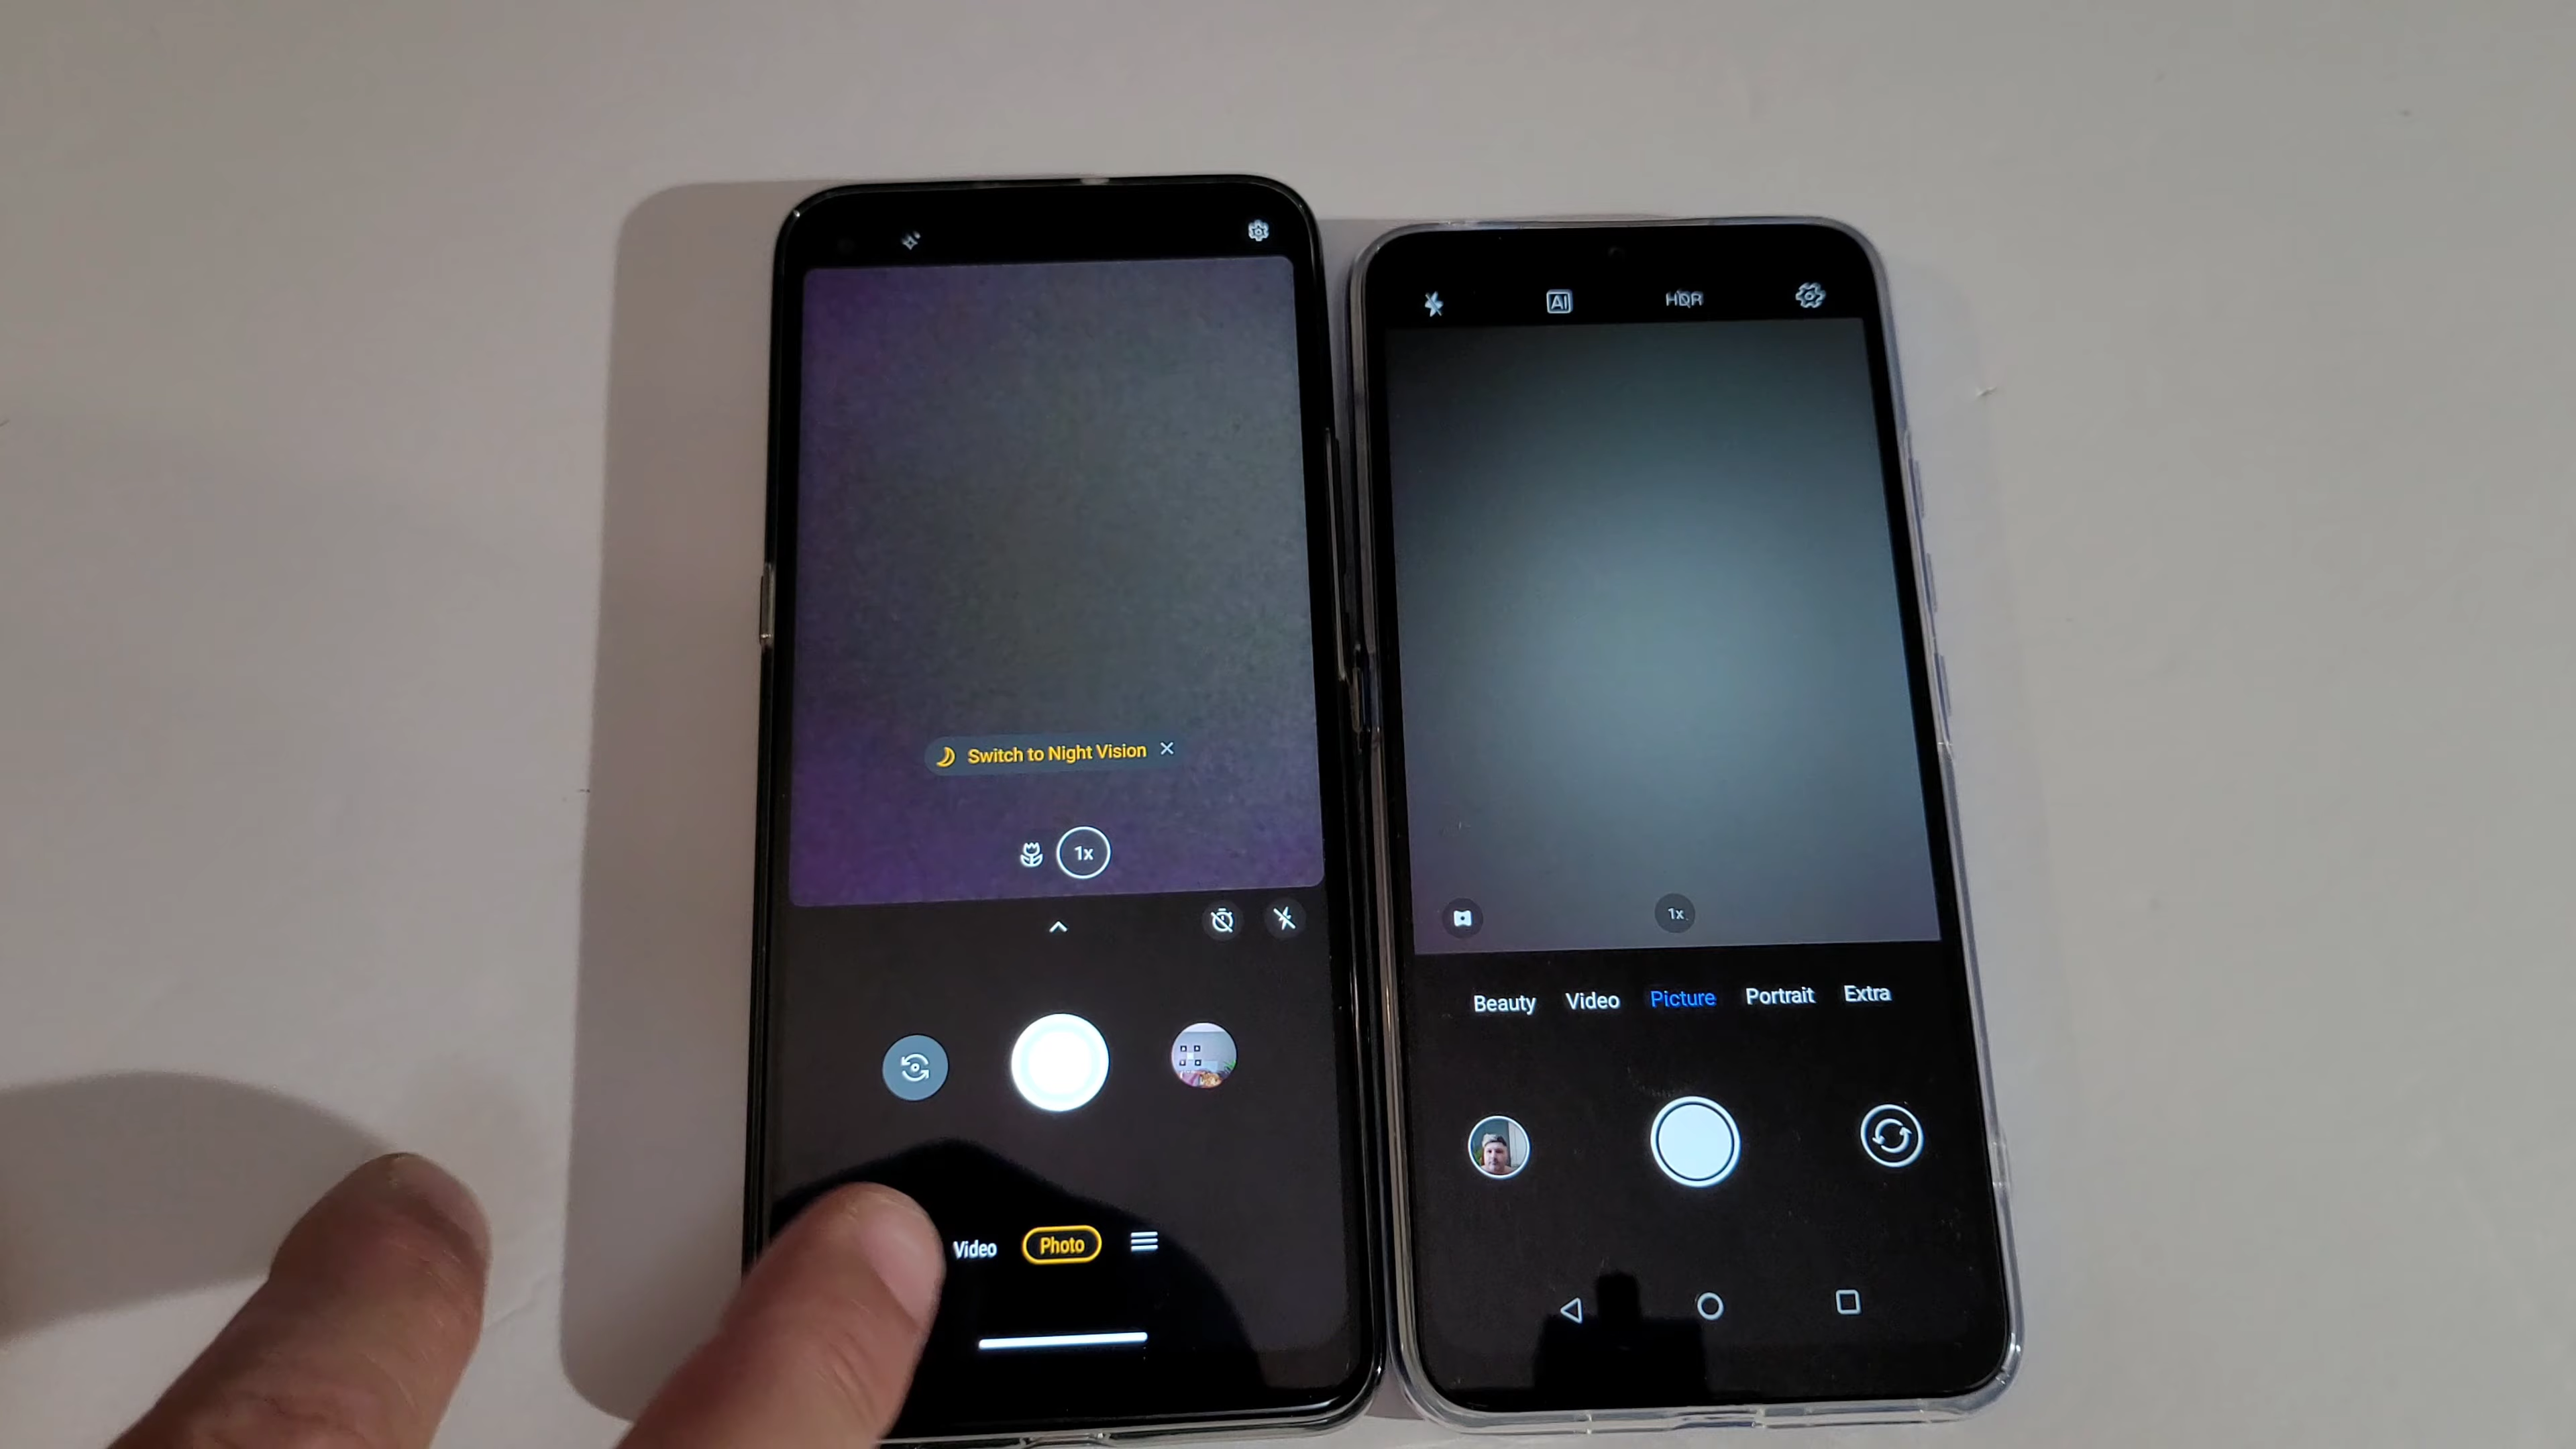 Switch to Night Vision
1x
Video Photo
AI HDR
1x
Beauty Video Picture Portrait Extra